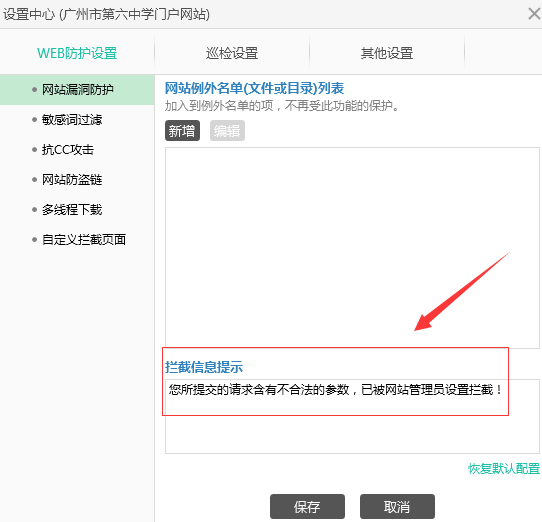 设置中心 (广州市第六中学门户网站)
WEB防护设置
巡检设置
其他设置
网站漏洞防护
敏感词过滤
抗CC攻击
网站防盗链
多线程下载
自定义拦截页面
网站例外名单(文件或目录)列表
加入到例外名单的项，不再受此功能的保护。
新增
编辑
拦截信息提示
您所提交的请求含有不合法的参数，已被网站管理员设置拦截！
恢复默认配置
保存
取消